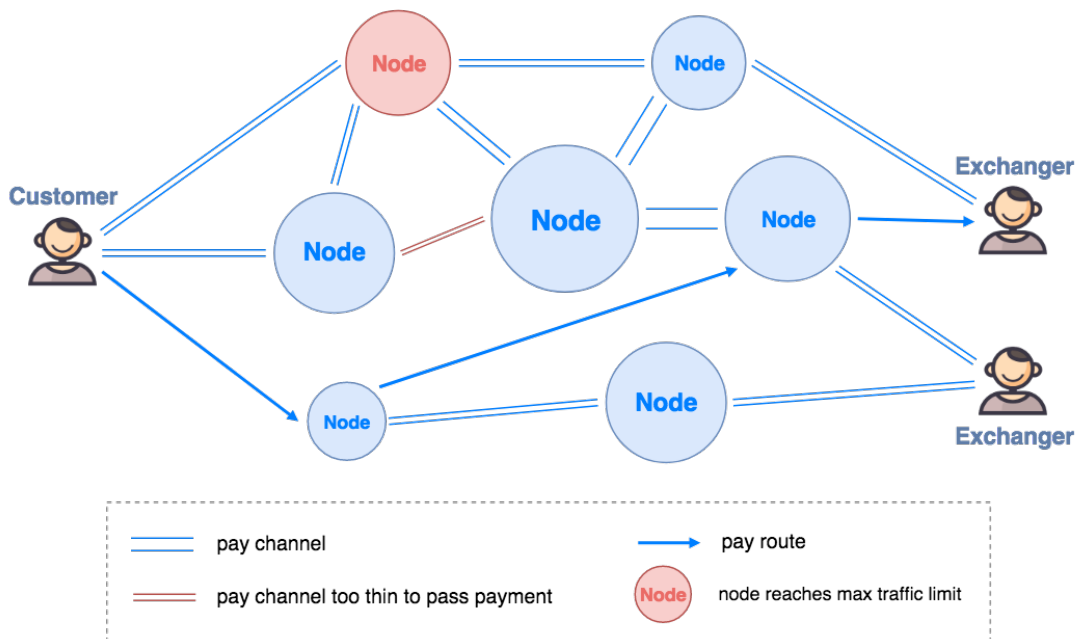 Node
Node
Exchanger
Customer
Node
Node
Node
Node
Node
Exchanger
pay channel
pay route
pay channel too thin to pass payment
Node
node reaches max traffic limit